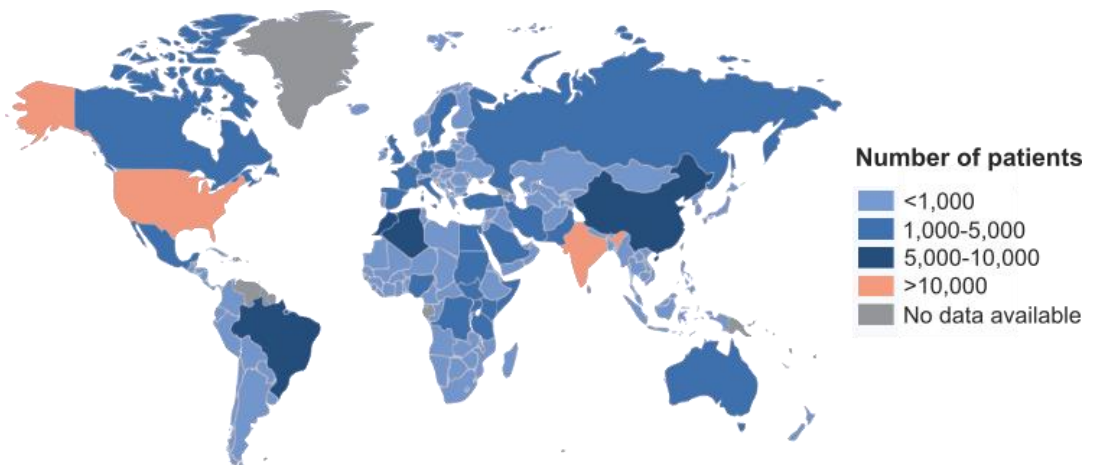 Number of patients
<1,000
1,000-5,000
5,000-10,000
>10,000
No data available